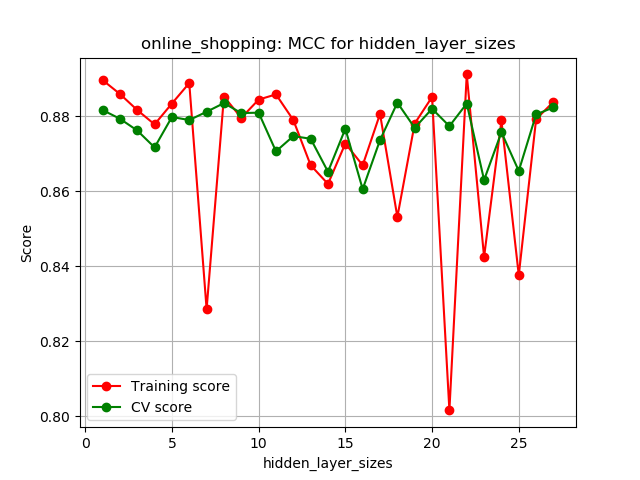 online_shopping: MCC for hidden_layer_sizes
Score
0.88
0.86
0.84
0.82
0.80
Training score
CV score
0 5 10 15 20 25
hidden_layer_sizes